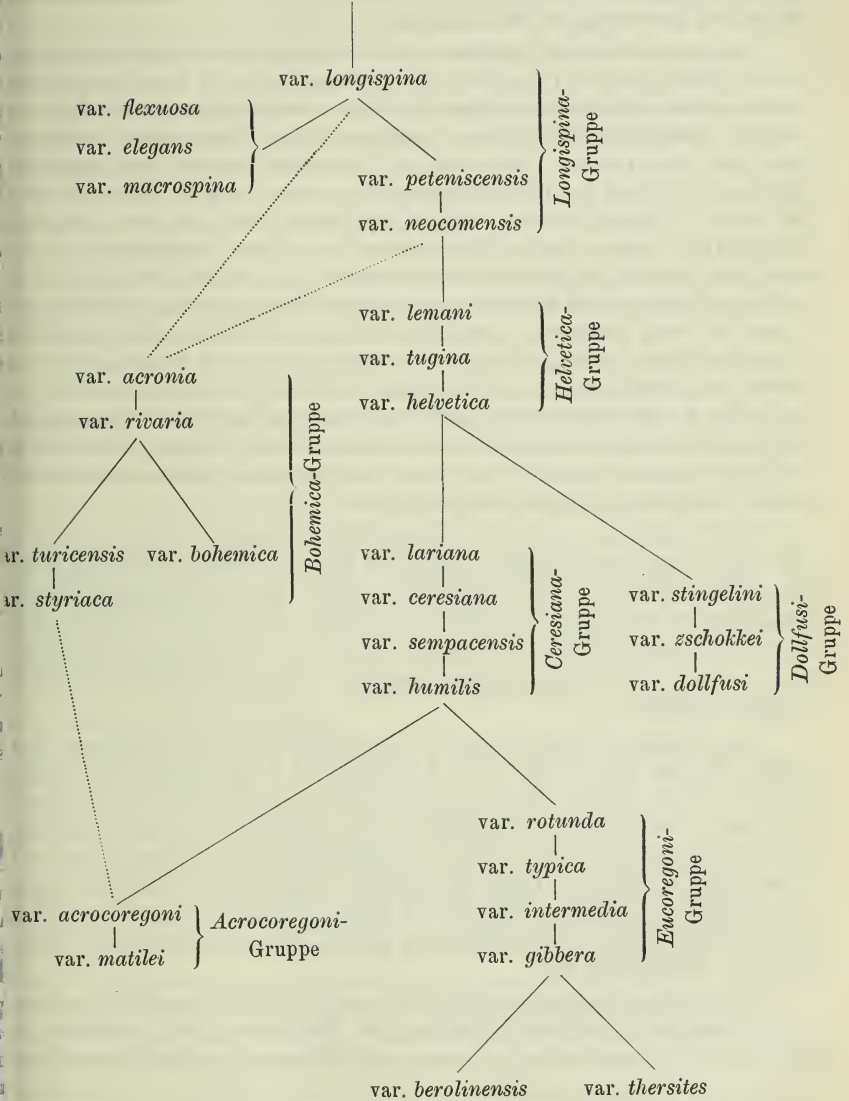 var. longispina
var. flexuosa
var. elegans
var. macrospina
var. peteniscensis
var. neocomensis
Longispina-
Gruppe
var. lemani
var. tugina
var. helvetica
Helvetica-
Gruppe
var. acronia
var. rivaria
ar. turicensis var. bohemica
ar. styriaca
Bohemica-Gruppe
var. lariana
var. ceresiana
var. sempacensis
var. humilis
Ceresiana-
Gruppe
var. stingelini
var. zschokkei
var. dollfusi
Dollfusi-
Gruppe
var. rotunda
var. typica
var. intermedia
var. gibbera
Eucoregoni-
Gruppe
var. acrocoregoni
var. matilei
Acrocoregoni-
Gruppe
var. berolinensis var. thersites